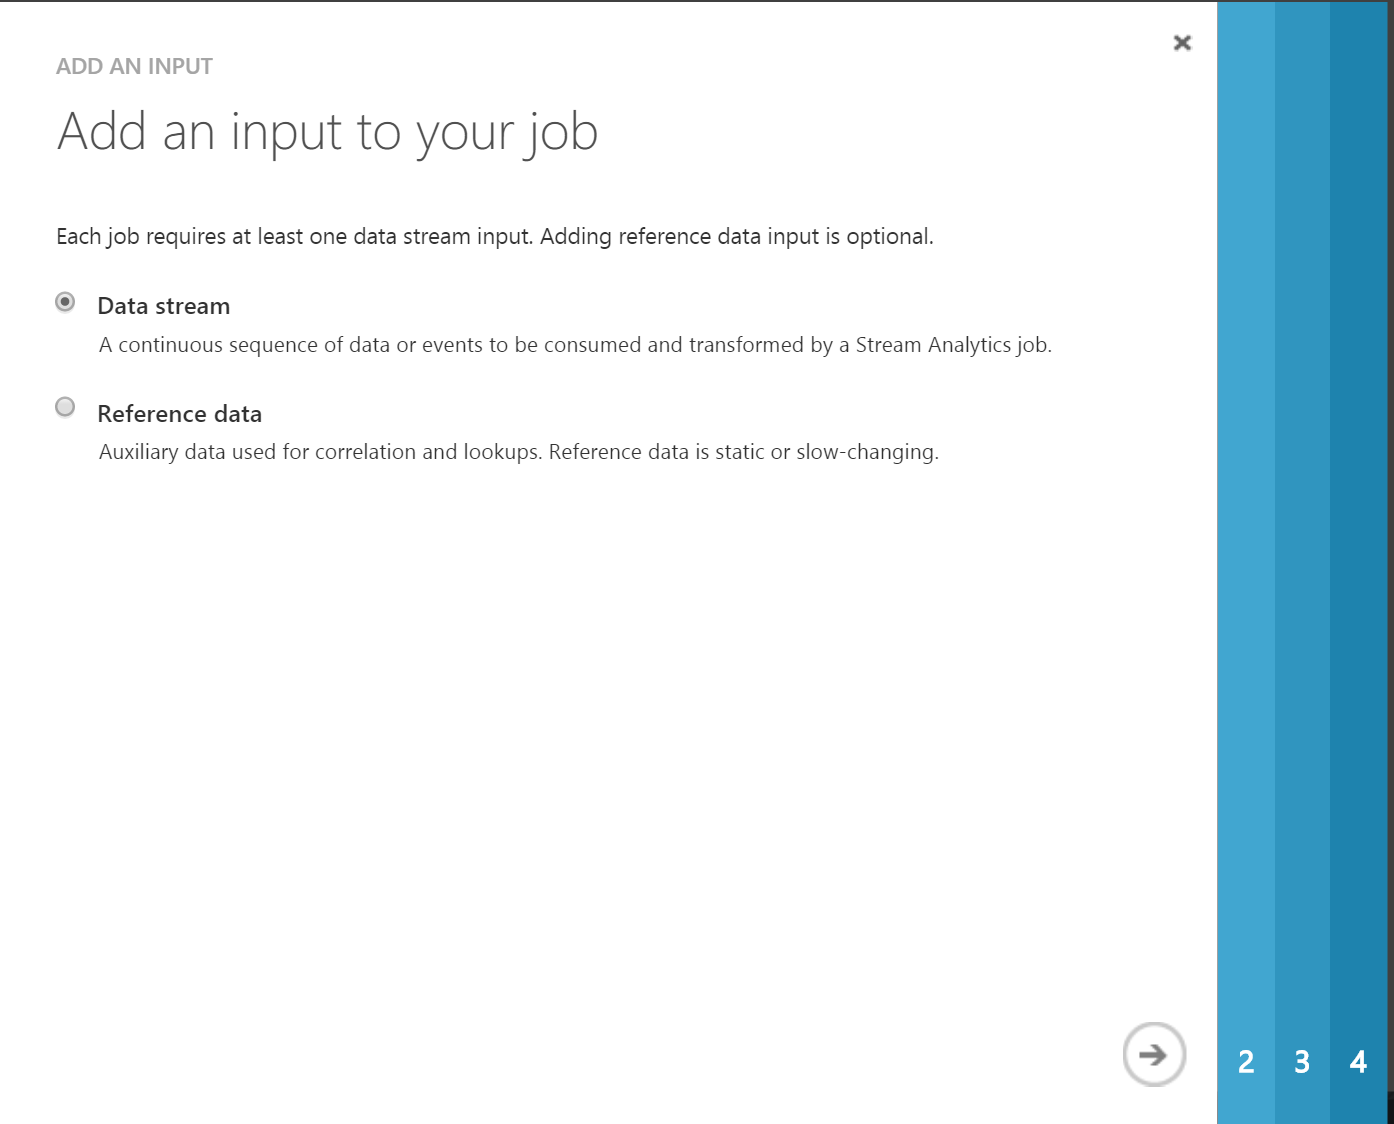 ADD AN INPUT
Add an input to your job
Each job requires at least one data stream input. Adding reference data input is optional.
Data stream
A continuous sequence of data or events to be consumed and transformed by a Stream Analytics job.
Reference data
Auxiliary data used for correlation and lookups. Reference data is static or slow-changing.
2 3 4